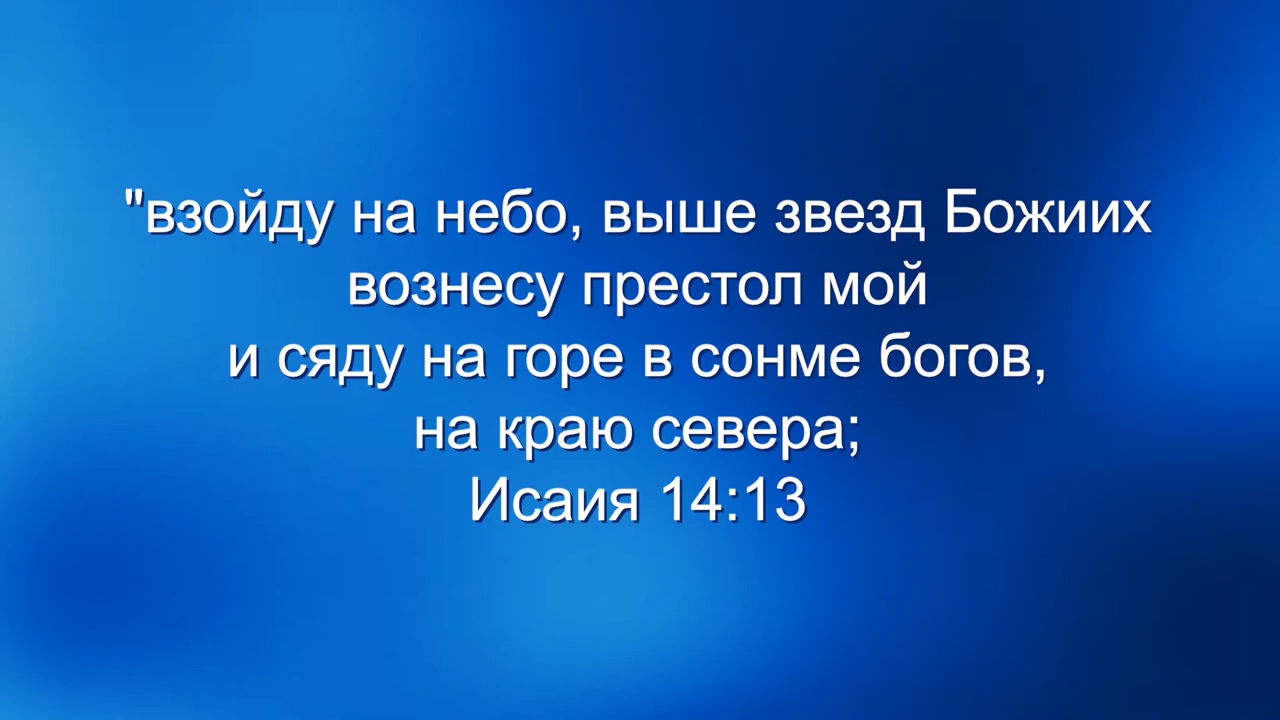 "взойду на небо, выше звезд Божиих
вознесу престол мой
и сяду на горе в сонме богов,
на краю севера;
Исаия 14:13